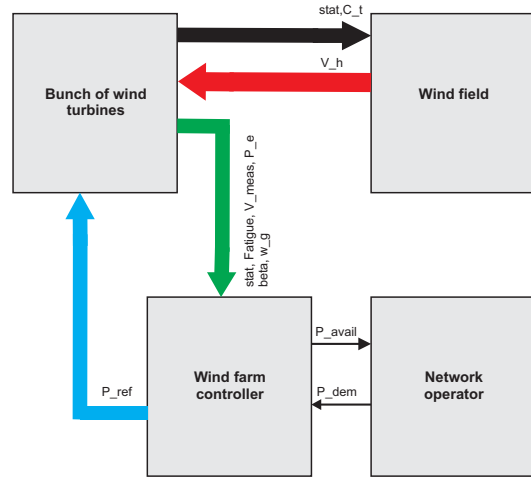 stat,C_t
V_h
Bunch of wind
turbines
Wind field
stat, Fatigue, V_meas, P_e
beta, w_g
P_avail
P_ref
Wind farm
controller
P_dem
Network
operator